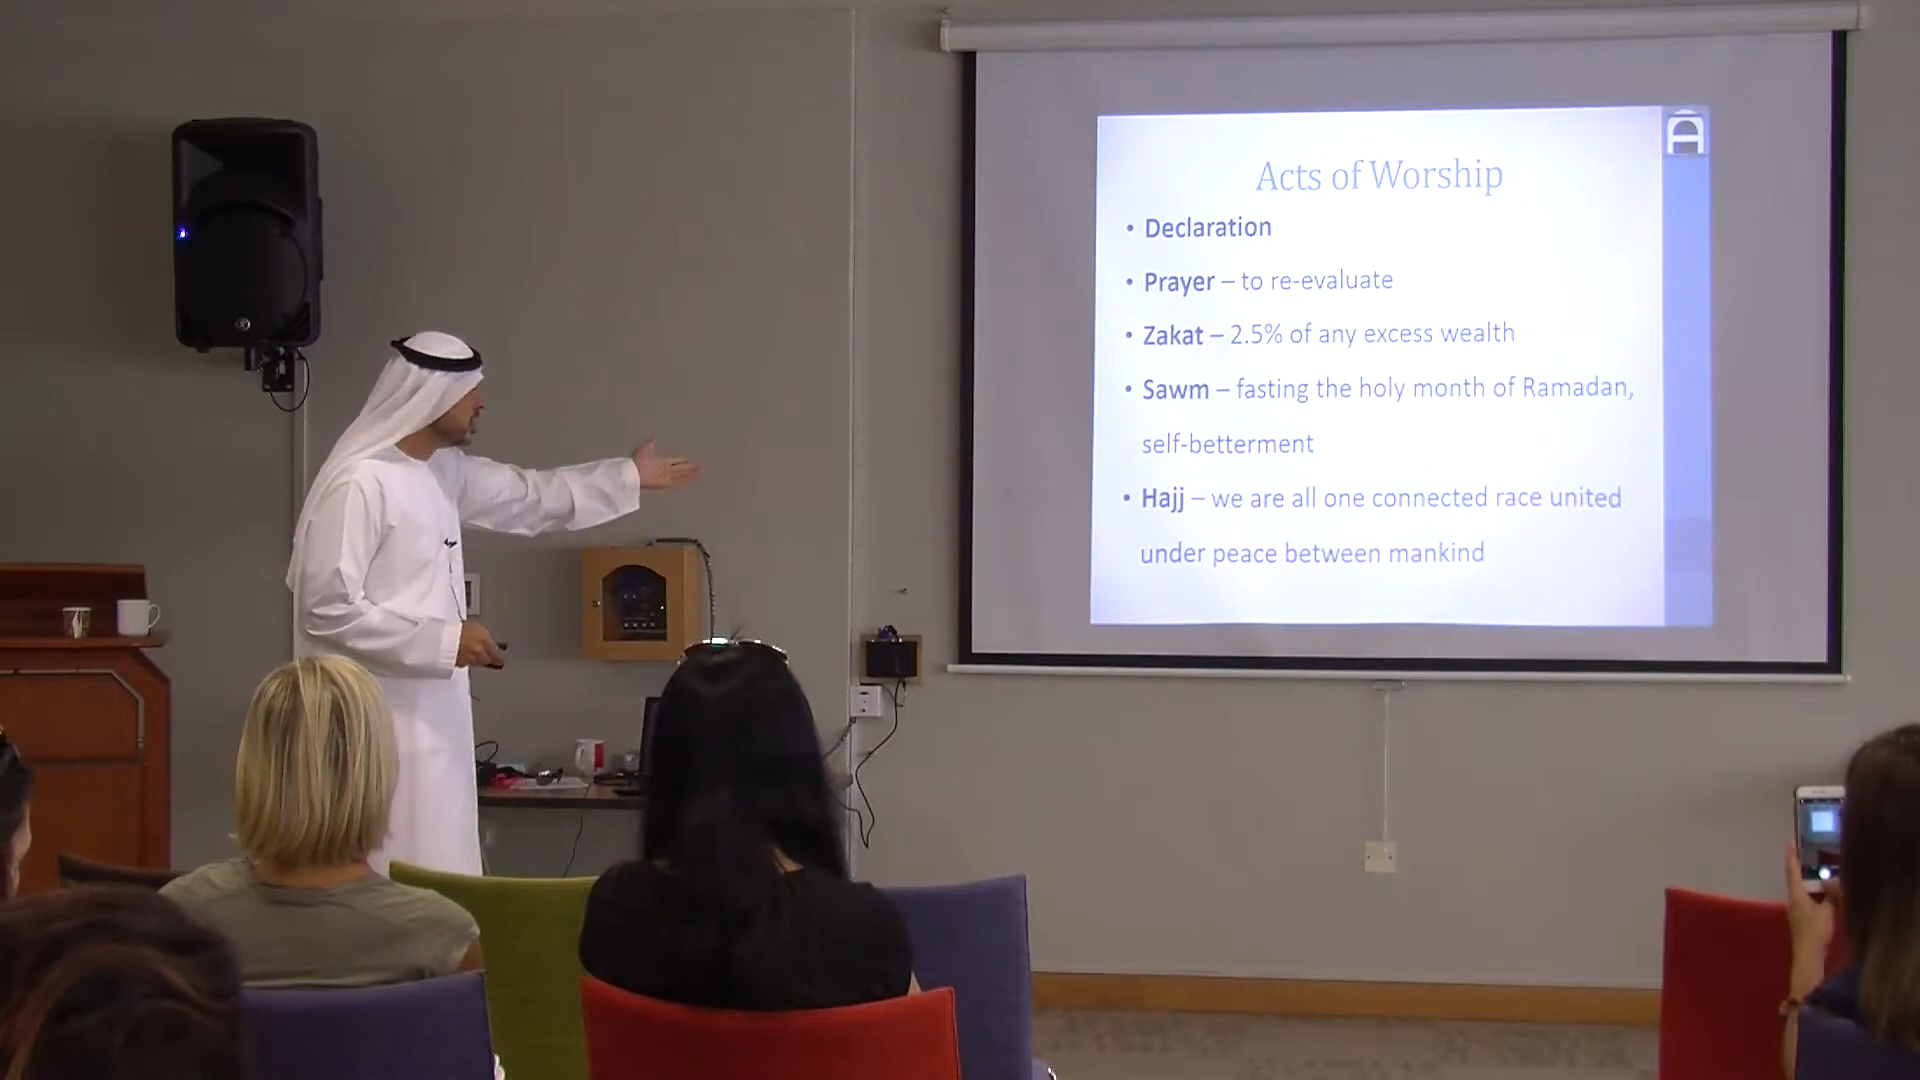 Acts of Worship
• Declaration
• Prayer – to re-evaluate
• Zakat – 2.5% of any excess wealth
• Sawm – fasting the holy month of Ramadan,
self-betterment
• Hajj – we are all one connected race united
under peace between mankind